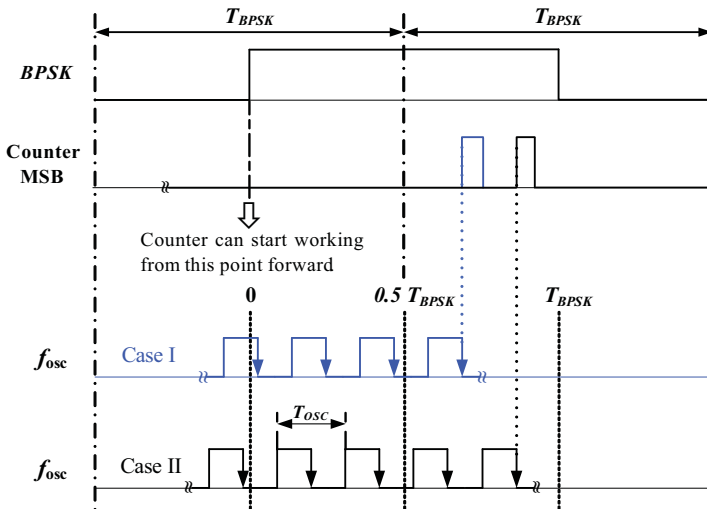 T_BPSK T_BPSK
BPSK
Counter
MSB
Counter can start working
from this point forward
0 0.5 T_BPSK T_BPSK
f_osc Case I
T_OSC
f_osc Case II